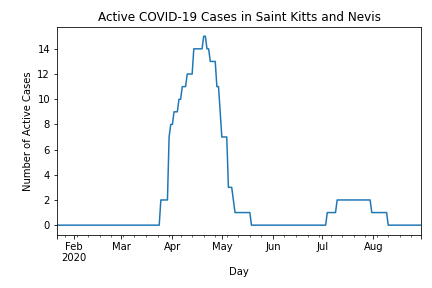 Active COVID-19 Cases in Saint Kitts and Nevis
Number of Active Cases
14
12
10
8
6
4
2
0
Feb Mar Apr May Jun Jul Aug
2020
Day